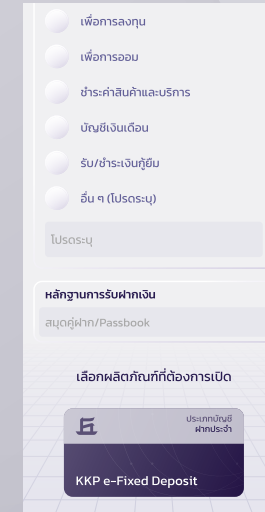 เพื่อการลงทุน
เพื่อการออม
ชำระค่าสินค้าและบริการ
บัญชีเงินเดือน
รับ/ชำระเงินกู้ยืม
อื่น ๆ (โปรดระบุ)
โปรดระบุ
หลักฐานการรับฝากเงิน
สมุดคู่ฝาก/Passbook
เลือกผลิตภัณฑ์ที่ต้องการเปิด
ประเภทบัญชี
ฝากประจำ
KKP e-Fixed Deposit